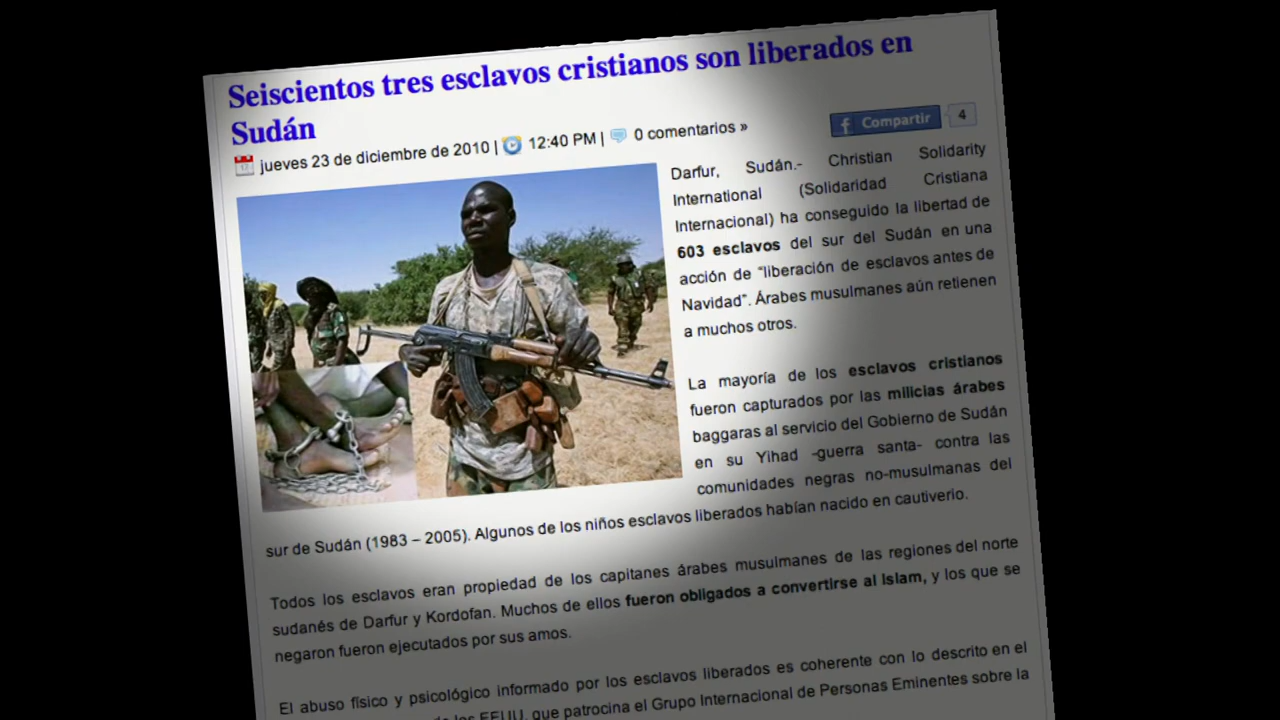 Seiscientos tres esclavos cristianos son liberados en
Sudán
jueves 23 de diciembre de 2010 | 12:40 PM | 0 comentarios »
Compartir 4
Darfur, Sudán.- Christian Solidarity
International (Solidaridad Cristiana
Internacional) ha conseguido la libertad de
603 esclavos del sur del Sudán en una
acción de "liberación de esclavos antes de
Navidad". Árabes musulmanes aún retienen
a muchos otros.
La mayoría de los esclavos cristianos
fueron capturados por las milicias árabes
baggaras al servicio del Gobierno de Sudán
en su Yihad -guerra santa- contra las
comunidades negras no-musulmanas del
sur de Sudán (1983 – 2005). Algunos de los niños esclavos liberados habían nacido en cautiverio.
Todos los esclavos eran propiedad de los capitanes árabes musulmanes de las regiones del norte
sudanés de Darfur y Kordofan. Muchos de ellos fueron obligados a convertirse al Islam, y los que se
negaron fueron ejecutados por sus amos.
El abuso físico y psicológico informado por los esclavos liberados es coherente con lo descrito en el
de los EEUU, que patrocina el Grupo Internacional de Personas Eminentes sobre la